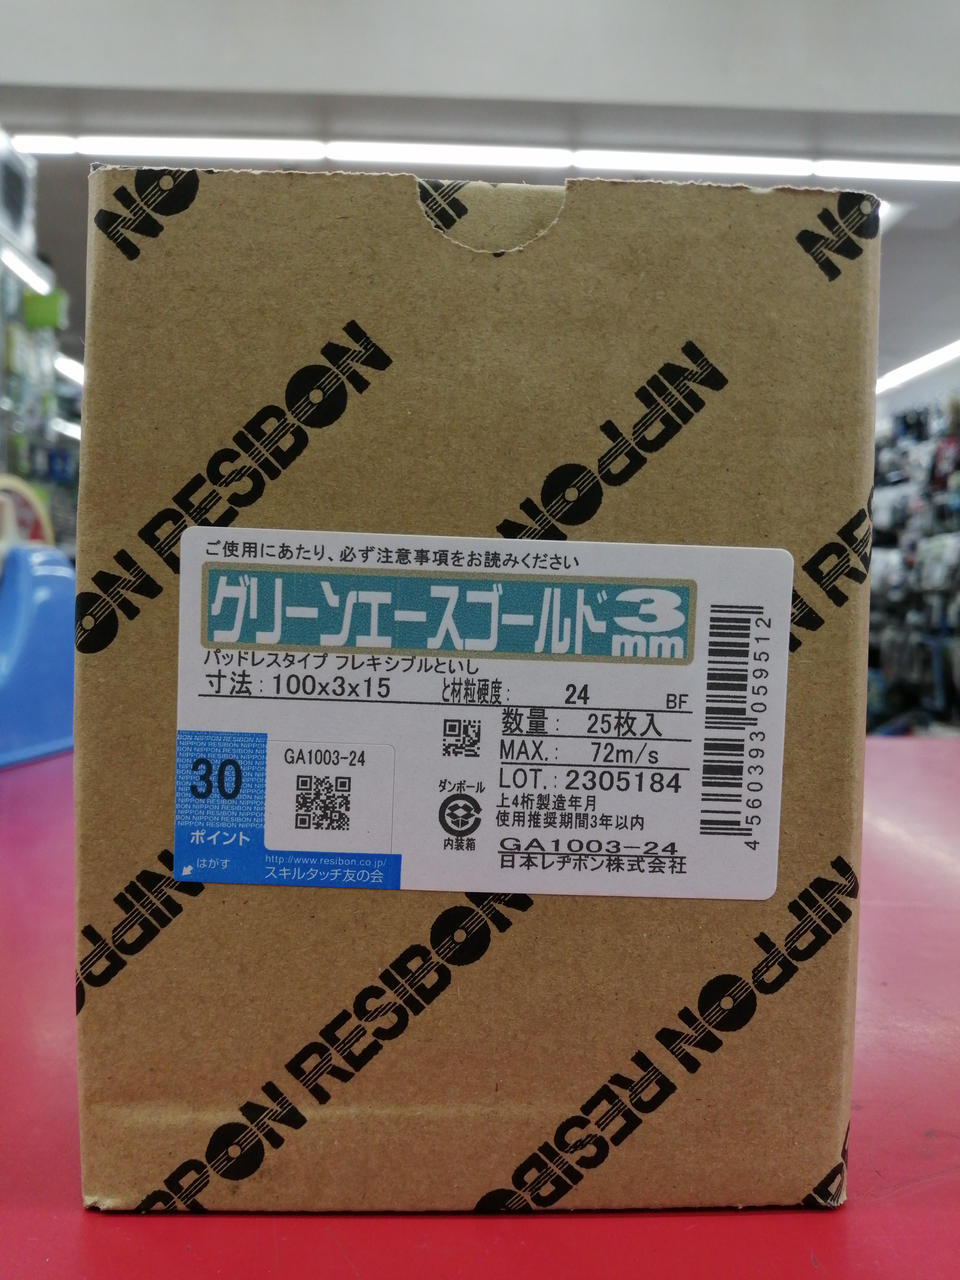 NO
NIP
NO
ON RESIBON
NIPPON RE
ご使用にあたり、必ず注意事項をお読みください
グリーンエースゴールド3mm
パッドレスタイプ フレキシブルといし
寸法:100x3x15 と材粒硬度: 24 BF
数量: 25枚入
MAX.: 72m/s
LOT.: 2305184
上4桁製造年月
使用推奨期間3年以内
GA1003-24
日本レヂボン株式会社
ダンボール
内装箱
GA1003-24
30
ポイント
はがす
http://www.resibon.co.jp/
スキルタッチ友の会
4560393059512
NIPP
NIPPON RESIBON
NIPPON RESIBO